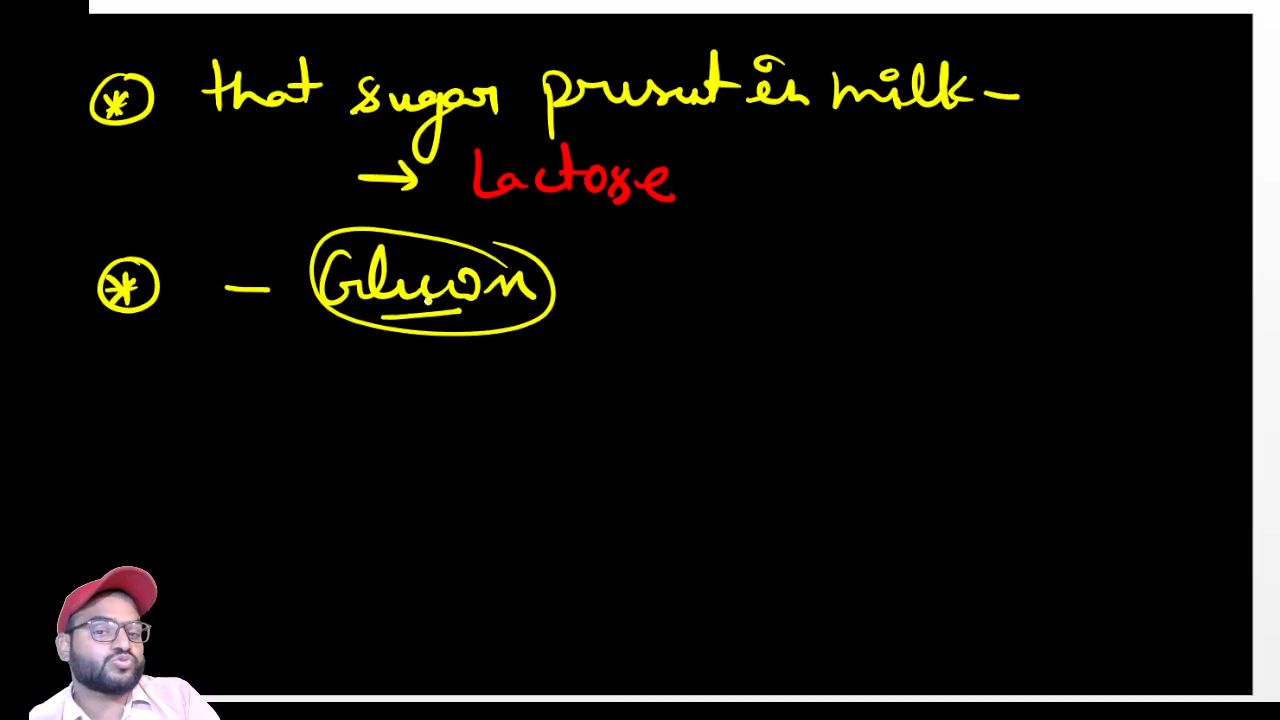 * that sugar present in milk -
→ Lactose
* - Glucon